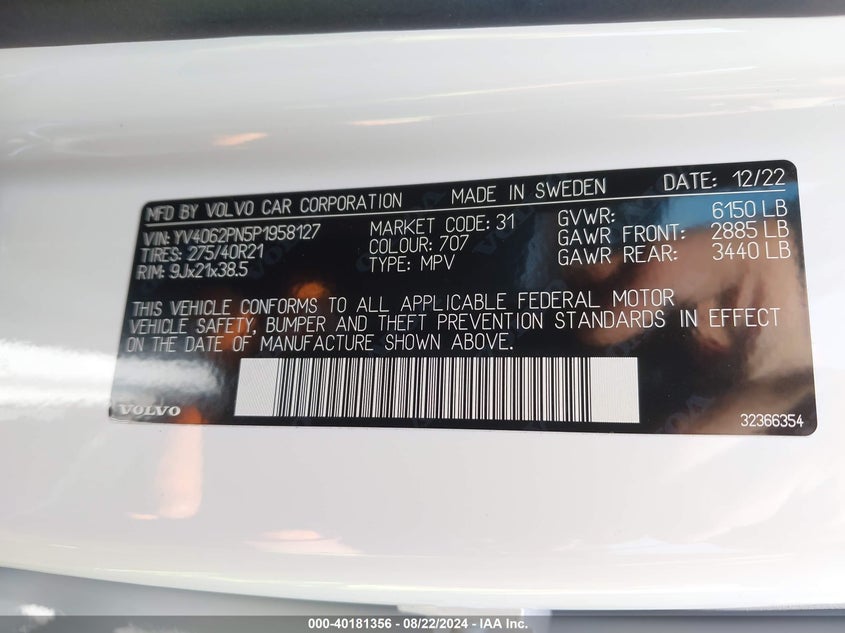 MFD BY VOLVO CAR CORPORATION MADE IN SWEDEN DATE: 12/22
VIN: YV4062PN5P1958127 MARKET CODE: 31 GVWR: 6150 LB
TIRES: 275/40R21 COLOUR: 707 GAWR FRONT: 2885 LB
RIM: 9Jx21x38.5 TYPE: MPV GAWR REAR: 3440 LB
THIS VEHICLE CONFORMS TO ALL APPLICABLE FEDERAL MOTOR
VEHICLE SAFETY, BUMPER AND THEFT PREVENTION STANDARDS IN EFFECT
ON THE DATE OF MANUFACTURE SHOWN ABOVE.
VOLVO 32366354
000-40181356 - 08/22/2024 - IAA Inc.